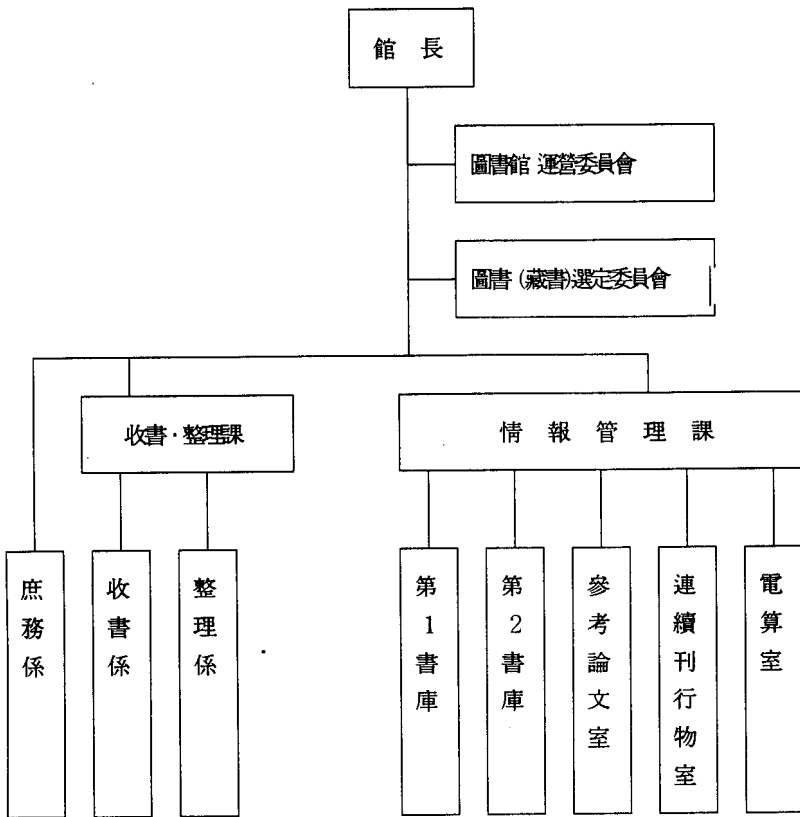 館長
圖書館 運營委員會
圖書(藏書)選定委員會
收書·整理課
情報管理課
庶務係
收書係
整理係
第1書庫
第2書庫
參考論文室
連續刊行物室
電算室